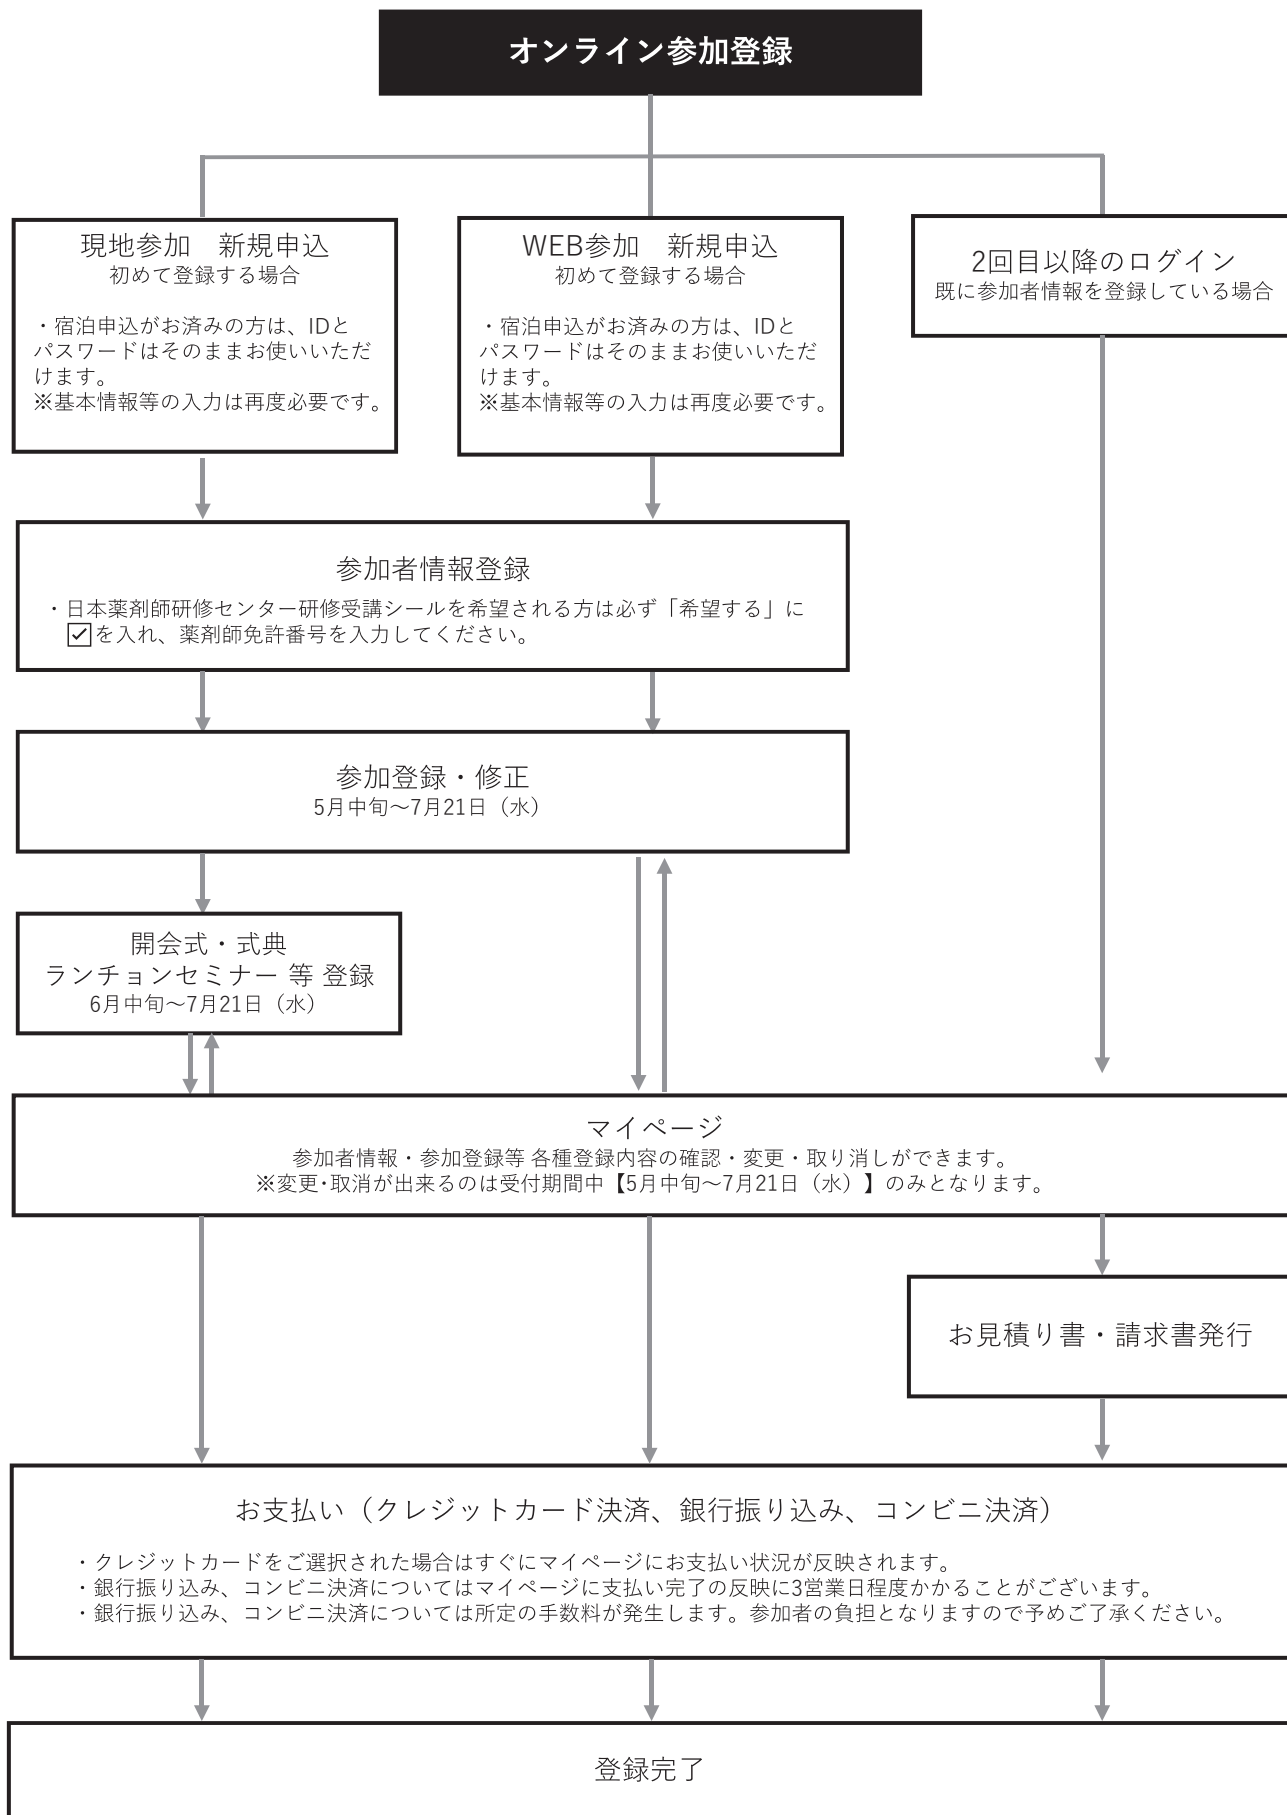 オンライン参加登録
現地参加　新規申込
初めて登録する場合
・宿泊申込がお済みの方は、IDと
パスワードはそのままお使いいただ
けます。
※基本情報等の入力は再度必要です。
WEB参加　新規申込
初めて登録する場合
・宿泊申込がお済みの方は、IDと
パスワードはそのままお使いいただ
けます。
※基本情報等の入力は再度必要です。
2回目以降のログイン
既に参加者情報を登録している場合
参加者情報登録
・日本薬剤師研修センター研修受講シールを希望される方は必ず「希望する」に
☑を入れ、薬剤師免許番号を入力してください。
参加登録・修正
5月中旬～7月21日（水）
開会式・式典
ランチョンセミナー 等 登録
6月中旬～7月21日（水）
マイページ
参加者情報・参加登録等 各種登録内容の確認・変更・取り消しができます。
※変更・取消が出来るのは受付期間中【5月中旬～7月21日（水）】のみとなります。
お見積り書・請求書発行
お支払い（クレジットカード決済、銀行振り込み、コンビニ決済）
・クレジットカードをご選択された場合はすぐにマイページにお支払い状況が反映されます。
・銀行振り込み、コンビニ決済についてはマイページに支払い完了の反映に3営業日程度かかることがございます。
・銀行振り込み、コンビニ決済については所定の手数料が発生します。参加者の負担となりますので予めご了承ください。
登録完了